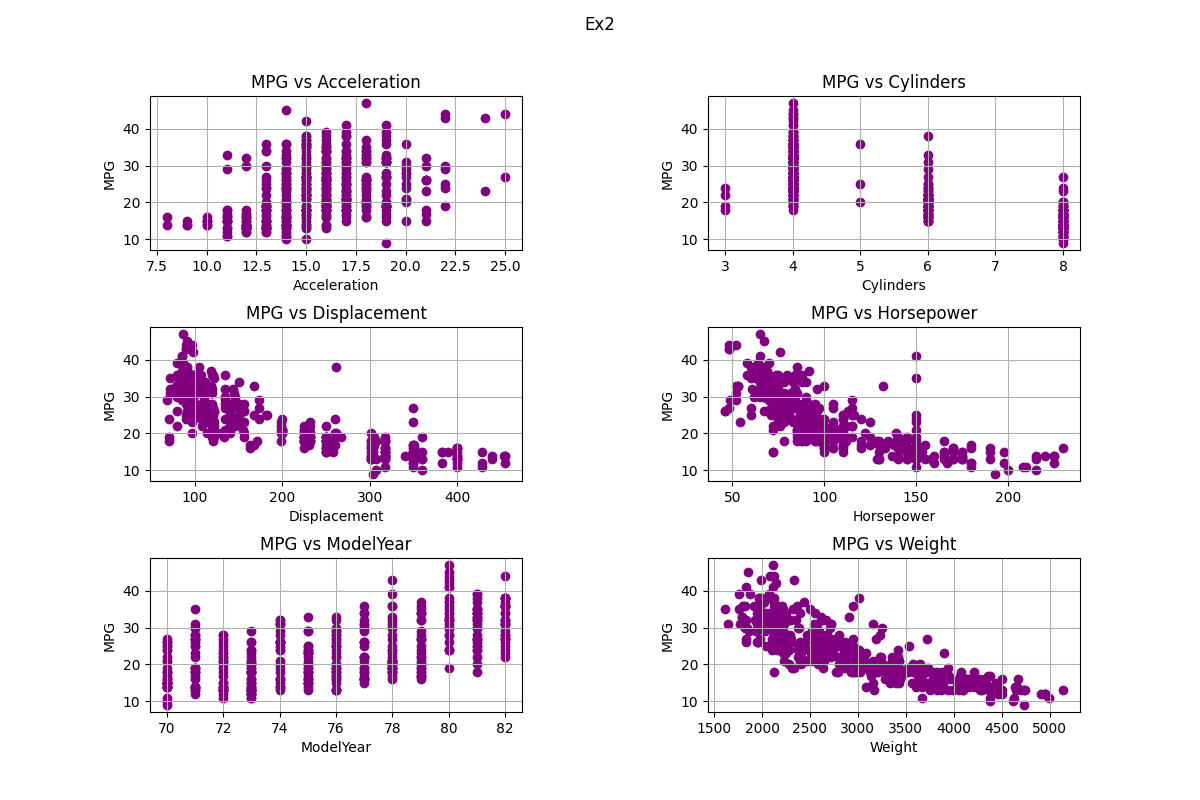 Ex2
MPG vs Acceleration
MPG
40
30
20
10
7.5 10.0 12.5 15.0 17.5 20.0 22.5 25.0
Acceleration
MPG vs Cylinders
MPG
40
30
20
10
3 4 5 6 7 8
Cylinders
MPG vs Displacement
MPG
40
30
20
10
100 200 300 400
Displacement
MPG vs Horsepower
MPG
40
30
20
10
50 100 150 200
Horsepower
MPG vs ModelYear
MPG
40
30
20
10
70 72 74 76 78 80 82
ModelYear
MPG vs Weight
MPG
40
30
20
10
1500 2000 2500 3000 3500 4000 4500 5000
Weight